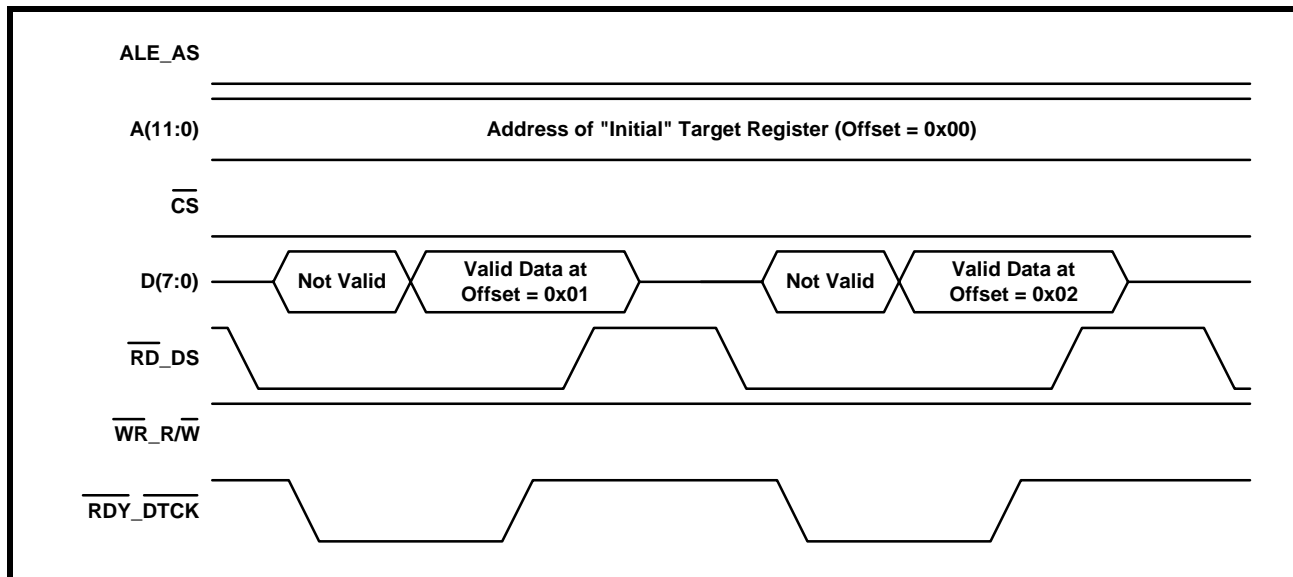 ALE_AS
A(11:0)
Address of "Initial" Target Register (Offset = 0x00)
CS
D(7:0)
Not Valid
Valid Data at
Offset = 0x01
Not Valid
Valid Data at
Offset = 0x02
RD_DS
WR_R/W
RDY_DTCK